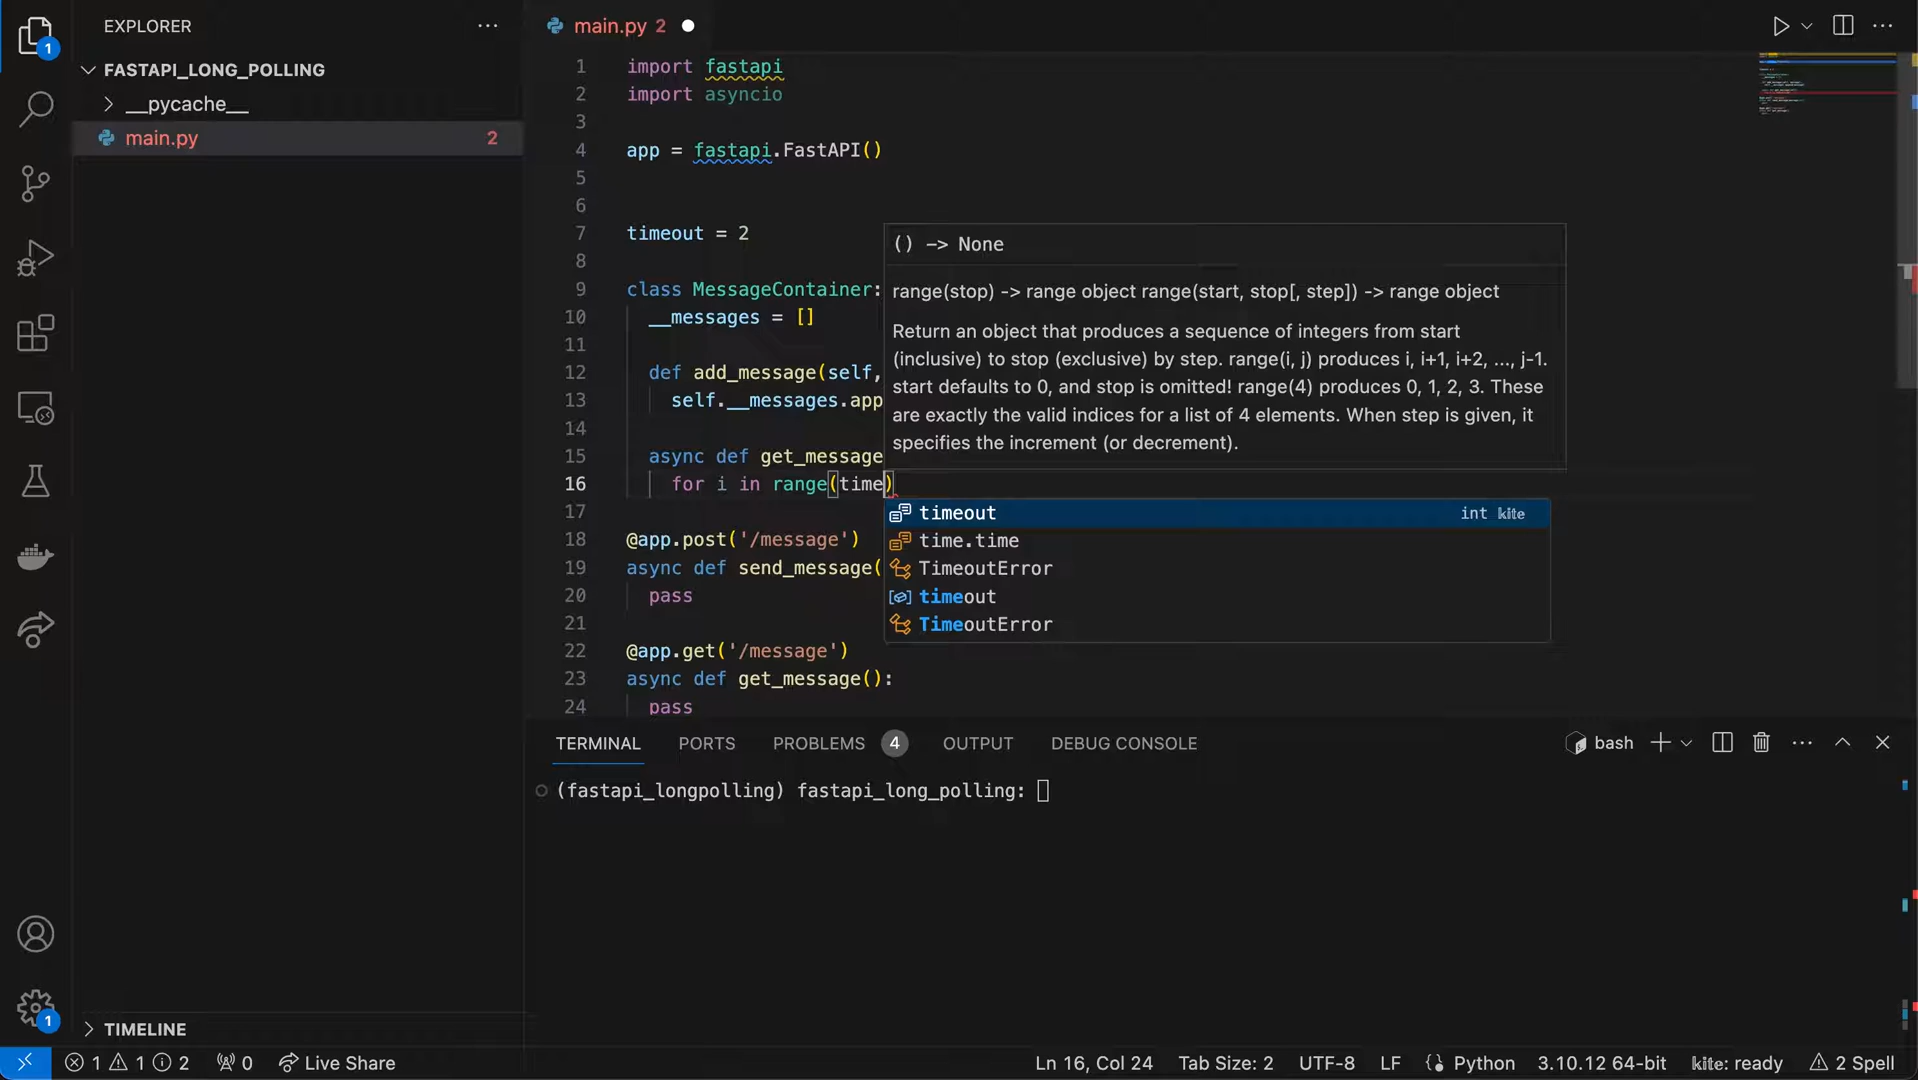 EXPLORER
main.py 2
FASTAPI_LONG_POLLING
__pycache__
main.py 2
1
1 import fastapi
2 import asyncio
3
4 app = fastapi.FastAPI()
5
6
7 timeout = 2
8
9 class MessageContainer:
10 __messages = []
11
12 def add_message(self,
13 self.__messages.app
14
15 async def get_message
16 for i in range(time)
17
18 @app.post('/message')
19 async def send_message(
20 pass
21
22 @app.get('/message')
23 async def get_message():
24 pass
() -> None
range(stop) -> range object range(start, stop[, step]) -> range object
Return an object that produces a sequence of integers from start
(inclusive) to stop (exclusive) by step. range(i, j) produces i, i+1, i+2, ..., j-1.
start defaults to 0, and stop is omitted! range(4) produces 0, 1, 2, 3. These
are exactly the valid indices for a list of 4 elements. When step is given, it
specifies the increment (or decrement).
timeout int kite
time.time
TimeoutError
timeout
TimeoutError
TERMINAL PORTS PROBLEMS 4 OUTPUT DEBUG CONSOLE bash
(fastapi_longpolling) fastapi_long_polling:
1
TIMELINE
1 1 2 0 Live Share Ln 16, Col 24 Tab Size: 2 UTF-8 LF Python 3.10.12 64-bit kite: ready 2 Spell